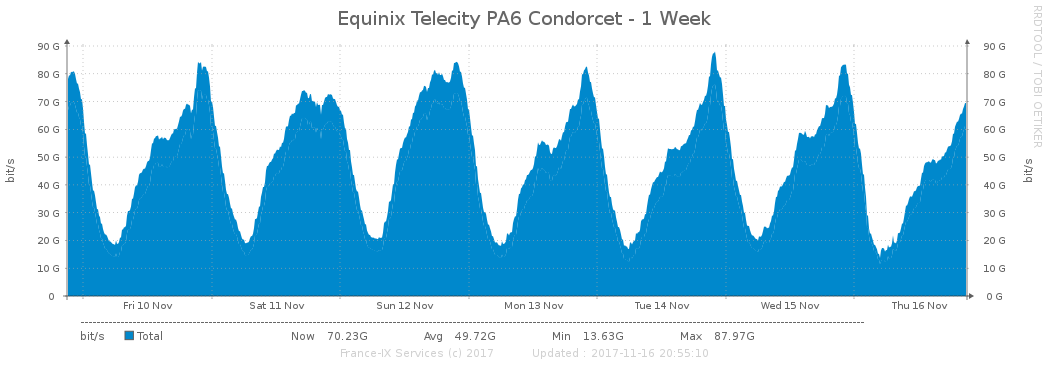 Equinix Telecity PA6 Condorcet - 1 Week
RRDTOOL / TOBI OETIKER
90 G 90 G
80 G 80 G
70 G 70 G
60 G 60 G
50 G 50 G
40 G 40 G
30 G 30 G
20 G 20 G
10 G 10 G
0 0 G
bit/s bit/s
Fri 10 Nov Sat 11 Nov Sun 12 Nov Mon 13 Nov Tue 14 Nov Wed 15 Nov Thu 16 Nov
bit/s Total Now 70.23G Avg 49.72G Min 13.63G Max 87.97G
France-IX Services (c) 2017 Updated : 2017-11-16 20:55:10